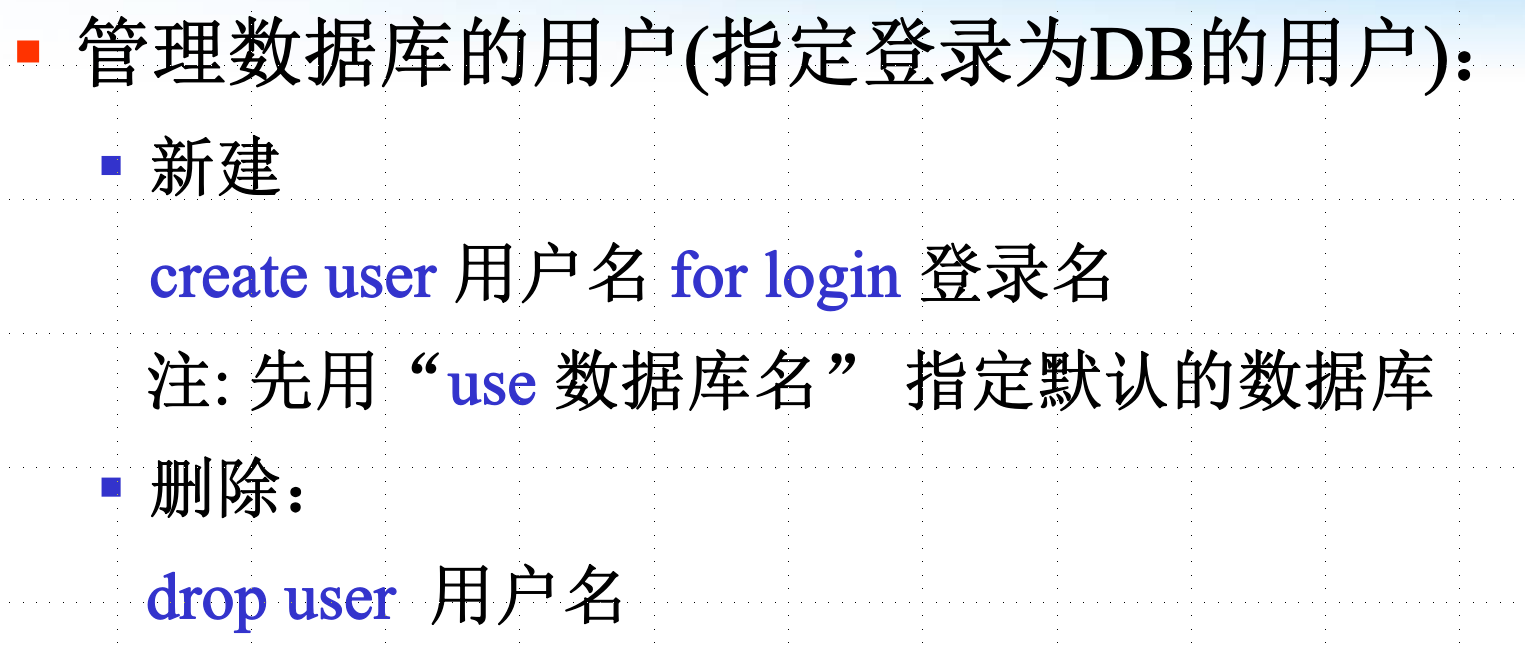 管理数据库的用户(指定登录为DB的用户)：
新建
create user 用户名 for login 登录名
注: 先用“use 数据库名” 指定默认的数据库
删除：
drop user 用户名